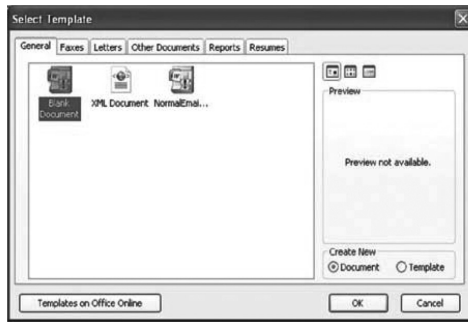 Select Template
General Faxes Letters Other Documents Reports Resumes
Blank Document XML Document NormalEmai...
Preview
Preview not available.
Create New
Document Template
Templates on Office Online OK Cancel